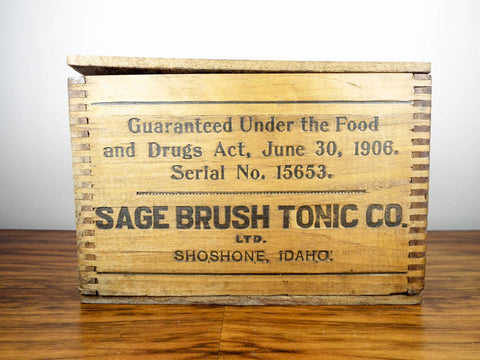 Guaranteed Under the Food
and Drugs Act, June 30, 1906.
Serial No. 15653.
SAGE BRUSH TONIC CO.
LTD.
SHOSHONE, IDAHO.